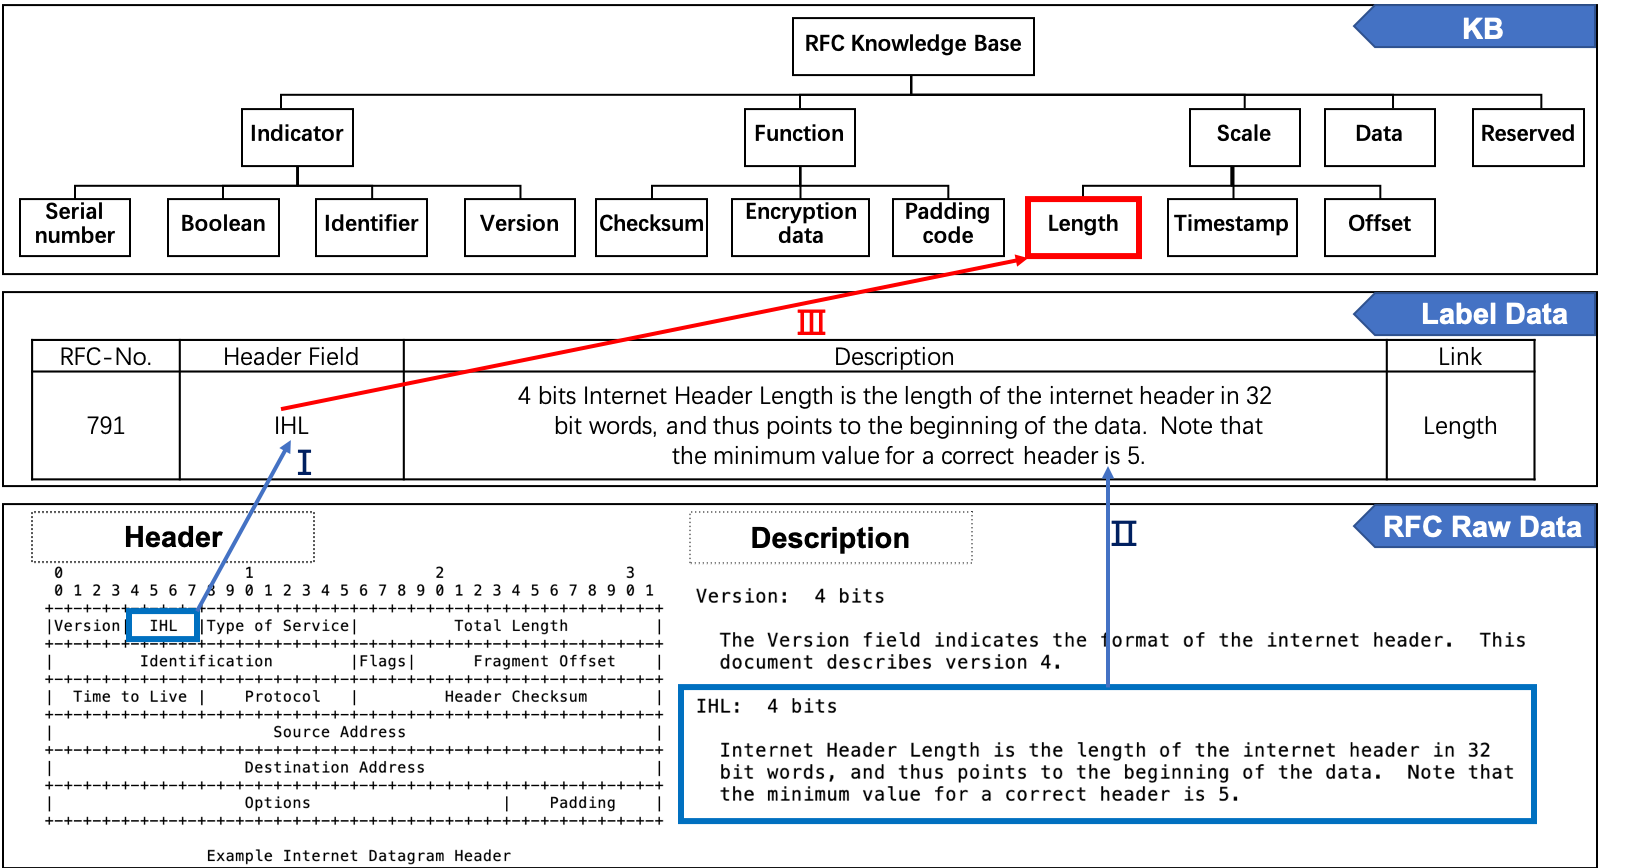 KB
RFC Knowledge Base
Indicator
Function
Scale
Data
Reserved
Serial
number
Boolean
Identifier
Version
Checksum
Encryption
data
Padding
code
Length
Timestamp
Offset
Label Data
III
RFC-No.
Header Field
Description
Link
791
IHL
4 bits Internet Header Length is the length of the internet header in 32
bit words, and thus points to the beginning of the data.  Note that
the minimum value for a correct header is 5.
Length
I
II
RFC Raw Data
Header
0                   1                   2                   3
0 1 2 3 4 5 6 7 8 9 0 1 2 3 4 5 6 7 8 9 0 1 2 3 4 5 6 7 8 9 0 1
+-+-+-+-+-+-+-+-+-+-+-+-+-+-+-+-+-+-+-+-+-+-+-+-+-+-+-+-+-+-+-+-+
|Version|  IHL  |Type of Service|          Total Length         |
+-+-+-+-+-+-+-+-+-+-+-+-+-+-+-+-+-+-+-+-+-+-+-+-+-+-+-+-+-+-+-+-+
|         Identification        |Flags|      Fragment Offset    |
+-+-+-+-+-+-+-+-+-+-+-+-+-+-+-+-+-+-+-+-+-+-+-+-+-+-+-+-+-+-+-+-+
|  Time to Live |    Protocol   |         Header Checksum       |
+-+-+-+-+-+-+-+-+-+-+-+-+-+-+-+-+-+-+-+-+-+-+-+-+-+-+-+-+-+-+-+-+
|                       Source Address                          |
+-+-+-+-+-+-+-+-+-+-+-+-+-+-+-+-+-+-+-+-+-+-+-+-+-+-+-+-+-+-+-+-+
|                    Destination Address                        |
+-+-+-+-+-+-+-+-+-+-+-+-+-+-+-+-+-+-+-+-+-+-+-+-+-+-+-+-+-+-+-+-+
|                    Options                    |    Padding    |
+-+-+-+-+-+-+-+-+-+-+-+-+-+-+-+-+-+-+-+-+-+-+-+-+-+-+-+-+-+-+-+-+
Example Internet Datagram Header
Description
Version:  4 bits
The Version field indicates the format of the internet header.  This
document describes version 4.
IHL:  4 bits
Internet Header Length is the length of the internet header in 32
bit words, and thus points to the beginning of the data.  Note that
the minimum value for a correct header is 5.